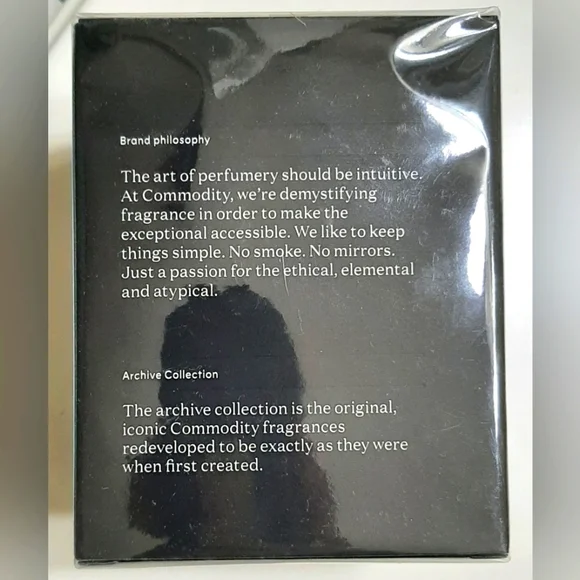 Brand philosophy
The art of perfumery should be intuitive.
At Commodity, we're demystifying
fragrance in order to make the
exceptional accessible. We like to keep
things simple. No smoke. No mirrors.
Just a passion for the ethical, elemental
and atypical.
Archive Collection
The archive collection is the original,
iconic Commodity fragrances
redeveloped to be exactly as they were
when first created.